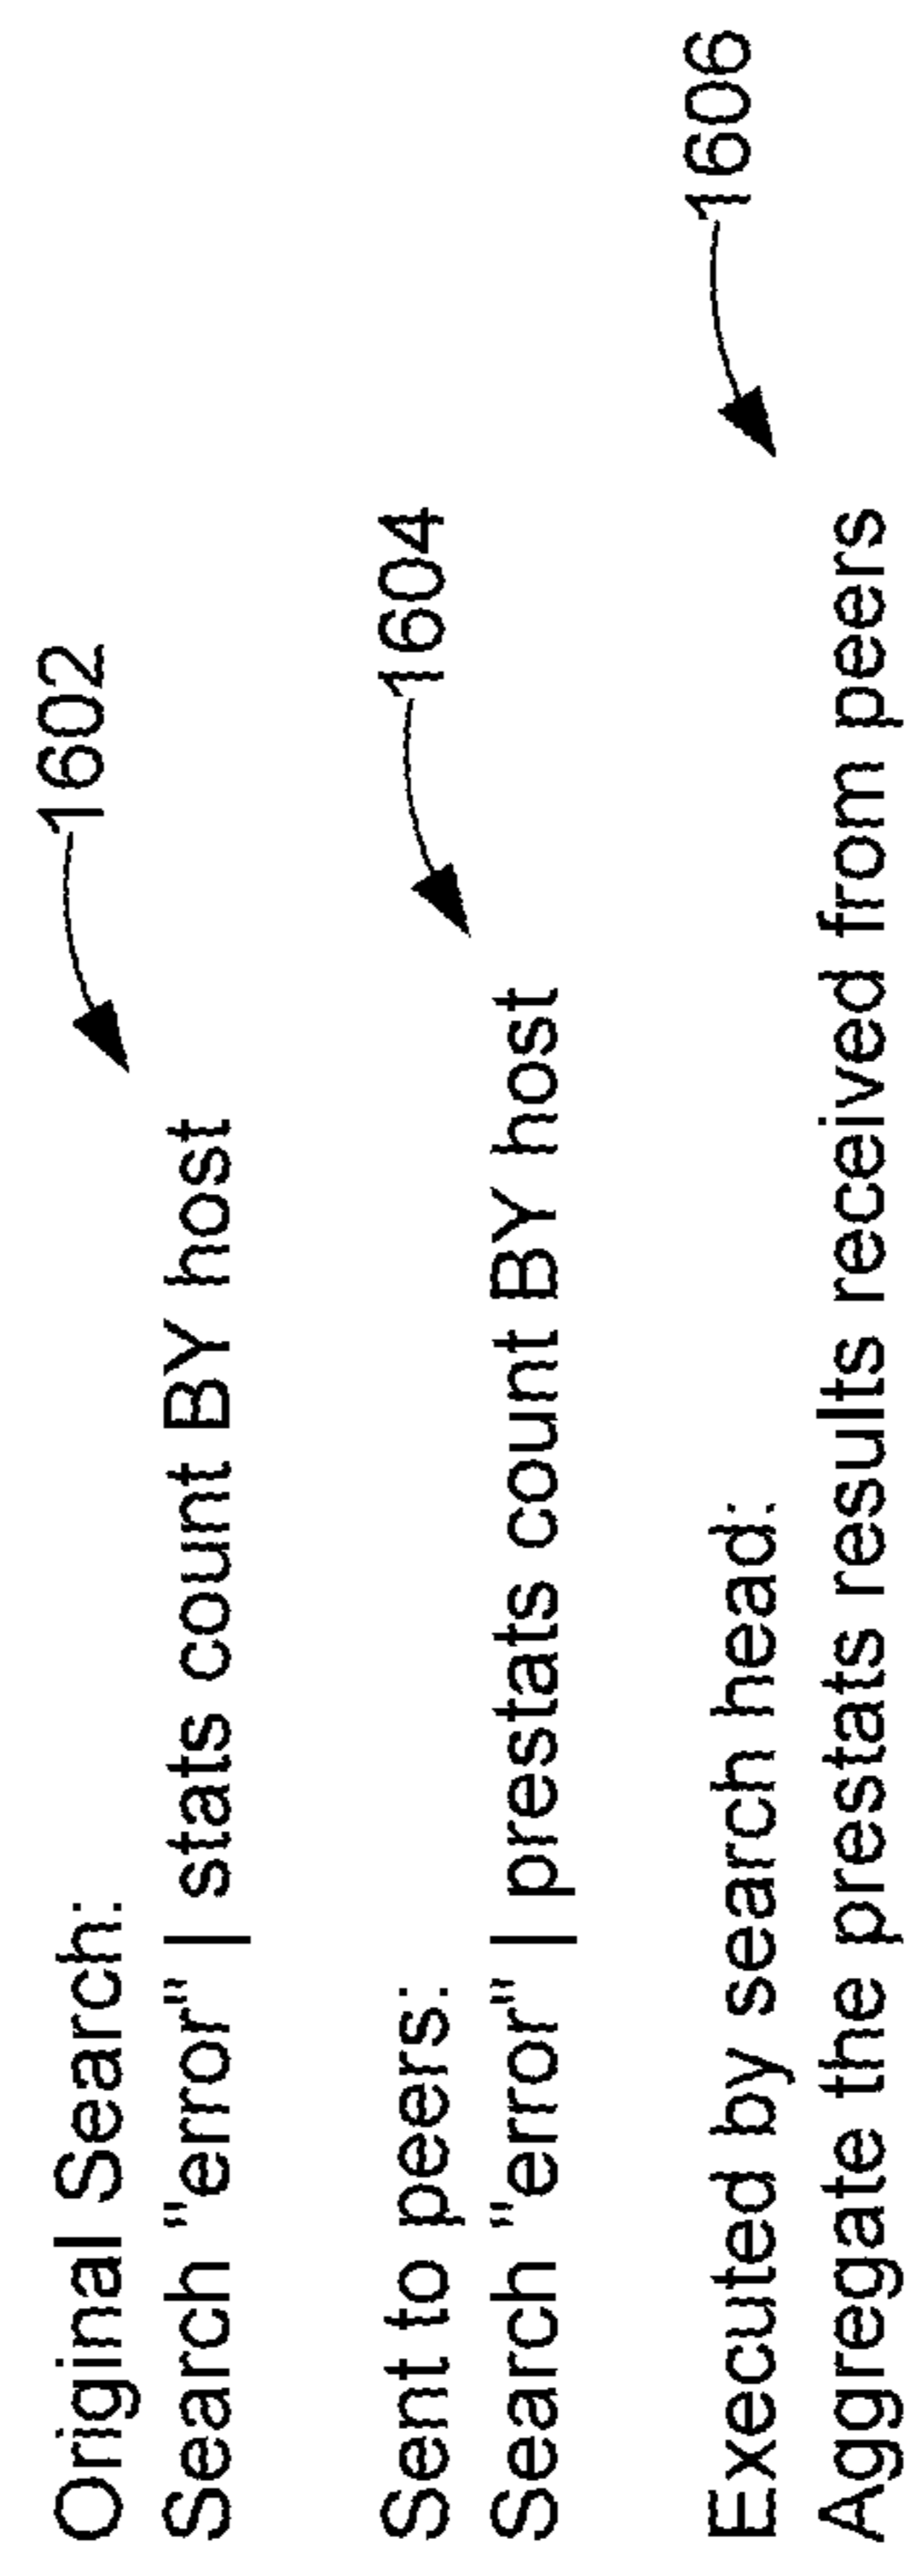 Original Search:
1602
Search "error" | stats count BY host
Sent to peers:
1604
Search "error" | prestats count BY host
Executed by search head:
1606
Aggregate the prestats results received from peers